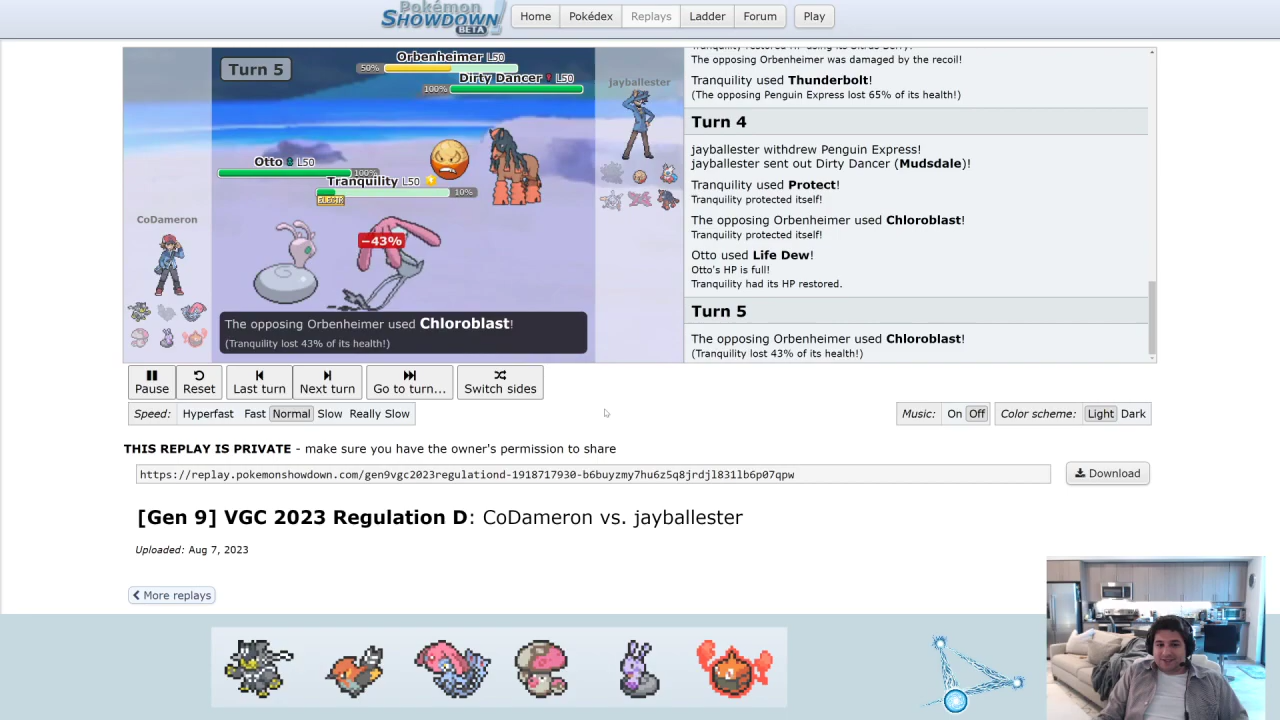 Pokémon
SHOWDOWN!
BETA
Home
Pokédex
Replays
Ladder
Forum
Play
Turn 5
Orbenheimer L50
50%
Dirty Dancer L50
100%
Otto L50
100%
Tranquility L50
10%
−43%
The opposing Orbenheimer used Chloroblast!
(Tranquility lost 43% of its health!)
CoDameron
jayballester
The opposing Orbenheimer was damaged by the recoil!
Tranquility used Thunderbolt!
(The opposing Penguin Express lost 65% of its health!)
Turn 4
jayballester withdrew Penguin Express!
jayballester sent out Dirty Dancer (Mudsdale)!
Tranquility used Protect!
Tranquility protected itself!
The opposing Orbenheimer used Chloroblast!
Tranquility protected itself!
Otto used Life Dew!
Otto's HP is full!
Tranquility had its HP restored.
Turn 5
The opposing Orbenheimer used Chloroblast!
(Tranquility lost 43% of its health!)
Pause
Reset
Last turn
Next turn
Go to turn...
Switch sides
Speed: Hyperfast Fast Normal Slow Really Slow
Music: On Off
Color scheme: Light Dark
THIS REPLAY IS PRIVATE - make sure you have the owner's permission to share
https://replay.pokemonshowdown.com/gen9vgc2023regulationd-1918717930-b6buyzmy7hu6z5q8jrdjl831lb6p07qpw
Download
[Gen 9] VGC 2023 Regulation D: CoDameron vs. jayballester
Uploaded: Aug 7, 2023
More replays